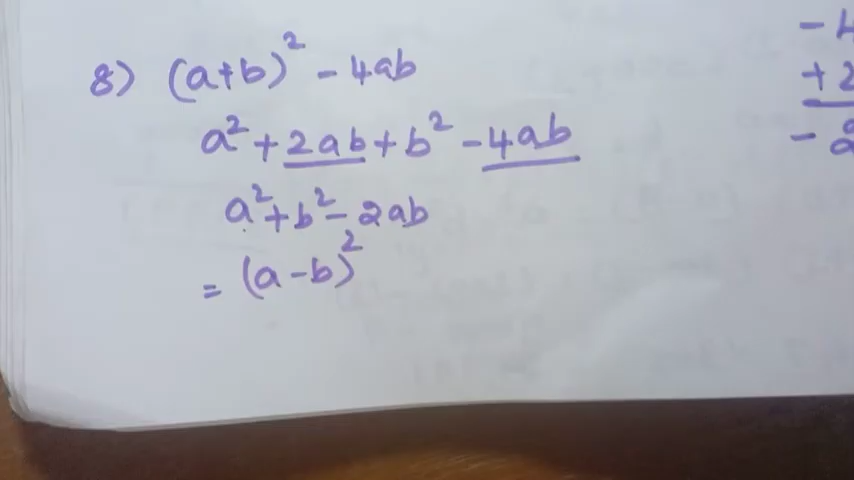 8) (a+b)² - 4ab
a² + 2ab + b² - 4ab
a² + b² - 2ab
= (a - b)²